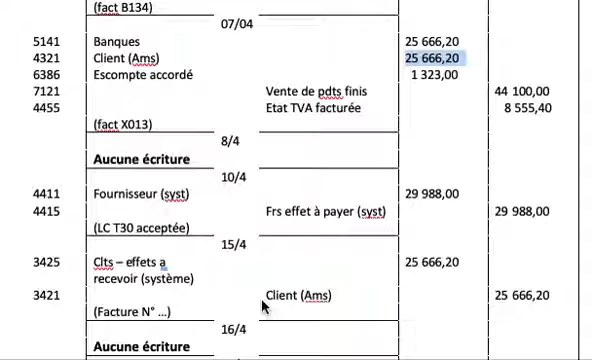 (fact B134)
07/04
5141 Banques 25 666,20
4321 Client (Ams) 25 666,20
6386 Escompte accordé 1 323,00
7121 Vente de pdts finis 44 100,00
4455 Etat TVA facturée 8 555,40
(fact X013)
8/4
Aucune écriture
10/4
4411 Fournisseur (syst) 29 988,00
4415 Frs effet à payer (syst) 29 988,00
(LC T30 acceptée)
15/4
3425 Clts – effets a 25 666,20
recevoir (système)
3421 Client (Ams) 25 666,20
(Facture N° ...)
16/4
Aucune écriture